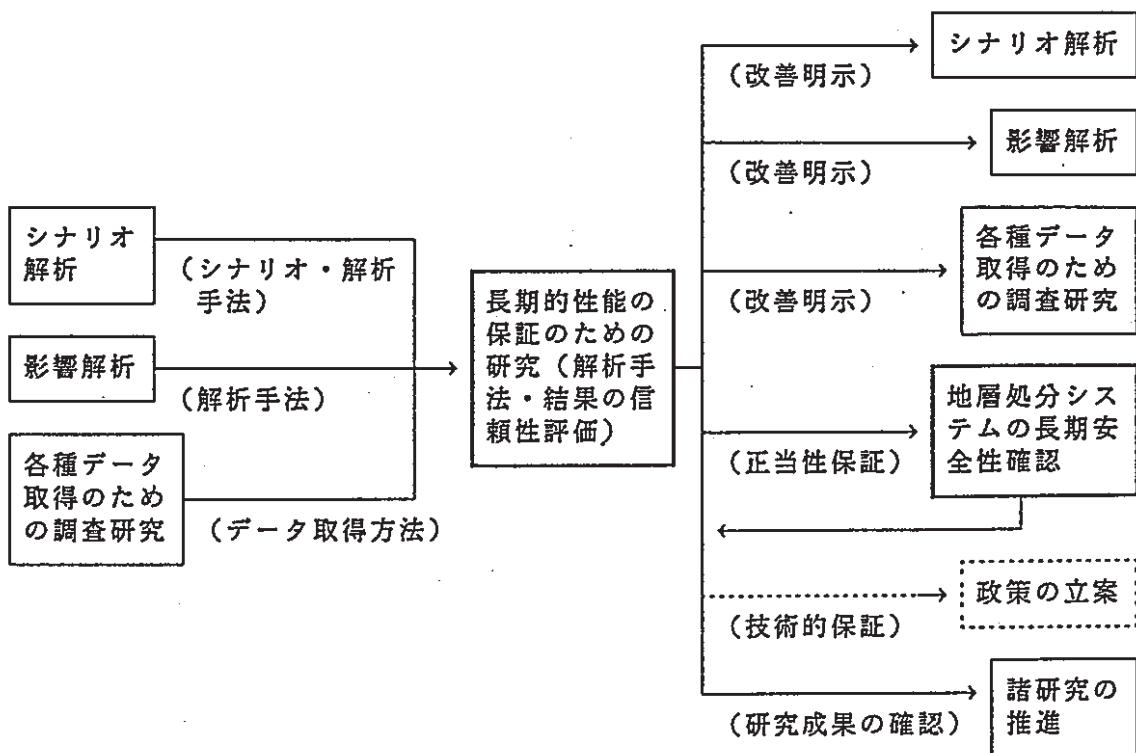 シナリオ
解析
(シナリオ・解析
手法)
影響解析
(解析手法)
各種データ
取得のため
の調査研究
(データ取得方法)
長期的性能の
保証のための
研究(解析手
法・結果の信
頼性評価)
シナリオ解析
(改善明示)
影響解析
(改善明示)
各種データ
取得のため
の調査研究
(改善明示)
地層処分シス
テムの長期安
全性確認
(正当性保証)
政策の立案
(技術的保証)
諸研究の
推進
(研究成果の確認)